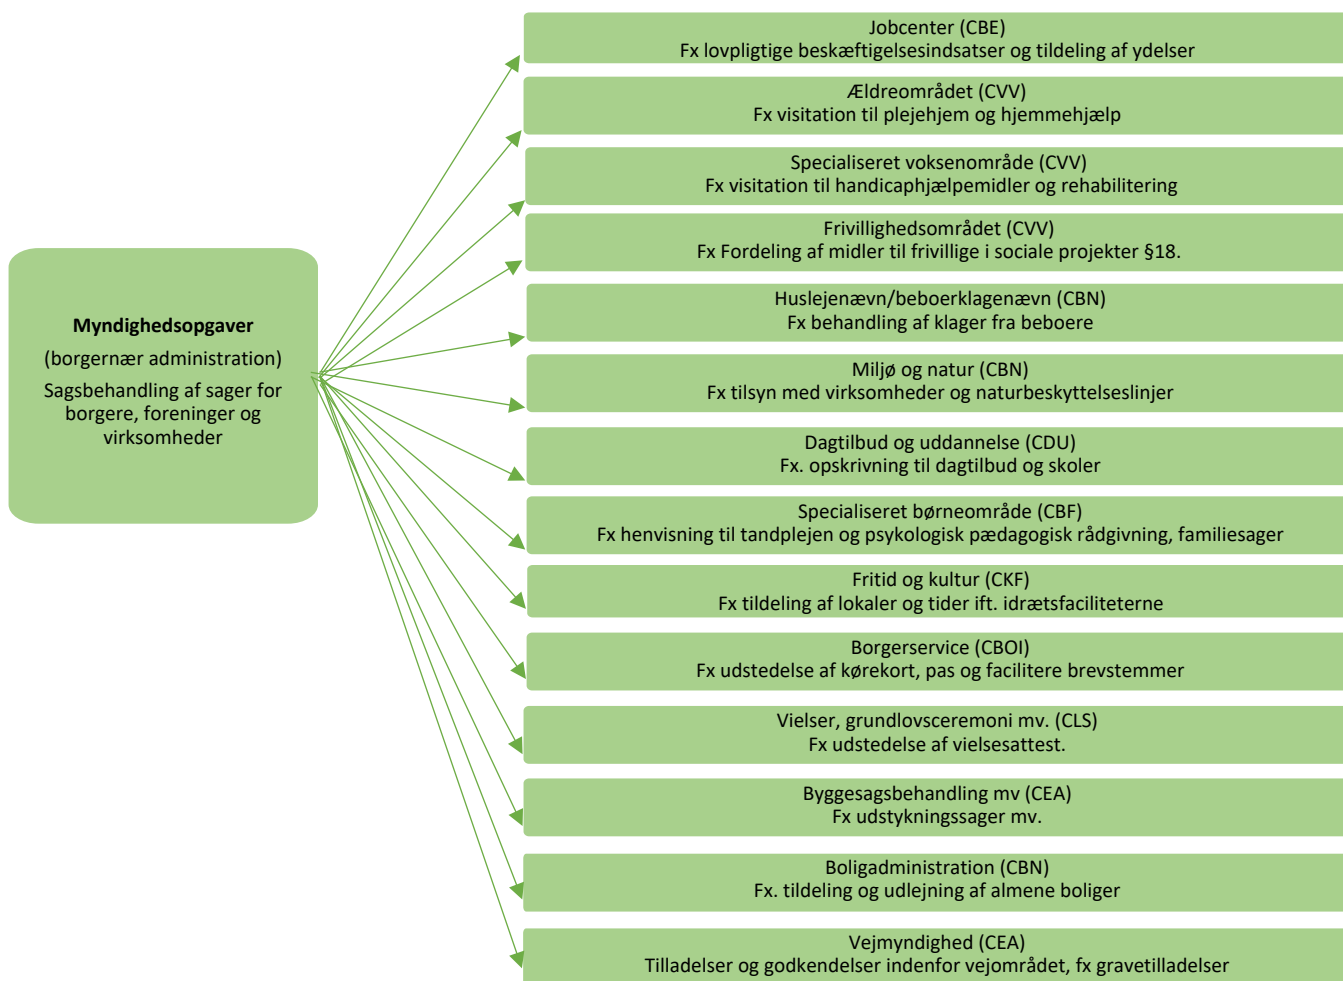 Myndighedsopgaver
(borgernær administration)
Sagsbehandling af sager for
borgere, foreninger og
virksomheder
Jobcenter (CBE)
Fx lovpligtige beskæftigelsesindsatser og tildeling af ydelser
Ældreområdet (CVV)
Fx visitation til plejehjem og hjemmehjælp
Specialiseret voksenområde (CVV)
Fx visitation til handicaphjælpemidler og rehabilitering
Frivillighedsområdet (CVV)
Fx Fordeling af midler til frivillige i sociale projekter §18.
Huslejenævn/beboerklagenævn (CBN)
Fx behandling af klager fra beboere
Miljø og natur (CBN)
Fx tilsyn med virksomheder og naturbeskyttelseslinjer
Dagtilbud og uddannelse (CDU)
Fx. opskrivning til dagtilbud og skoler
Specialiseret børneområde (CBF)
Fx henvisning til tandplejen og psykologisk pædagogisk rådgivning, familiesager
Fritid og kultur (CKF)
Fx tildeling af lokaler og tider ift. idrætsfaciliteterne
Borgerservice (CBOI)
Fx udstedelse af kørekort, pas og facilitere brevstemmer
Vielser, grundlovsceremoni mv. (CLS)
Fx udstedelse af vielsesattest.
Byggesagsbehandling mv (CEA)
Fx udstykningssager mv.
Boligadministration (CBN)
Fx. tildeling og udlejning af almene boliger
Vejmyndighed (CEA)
Tilladelser og godkendelser indenfor vejområdet, fx gravetilladelser